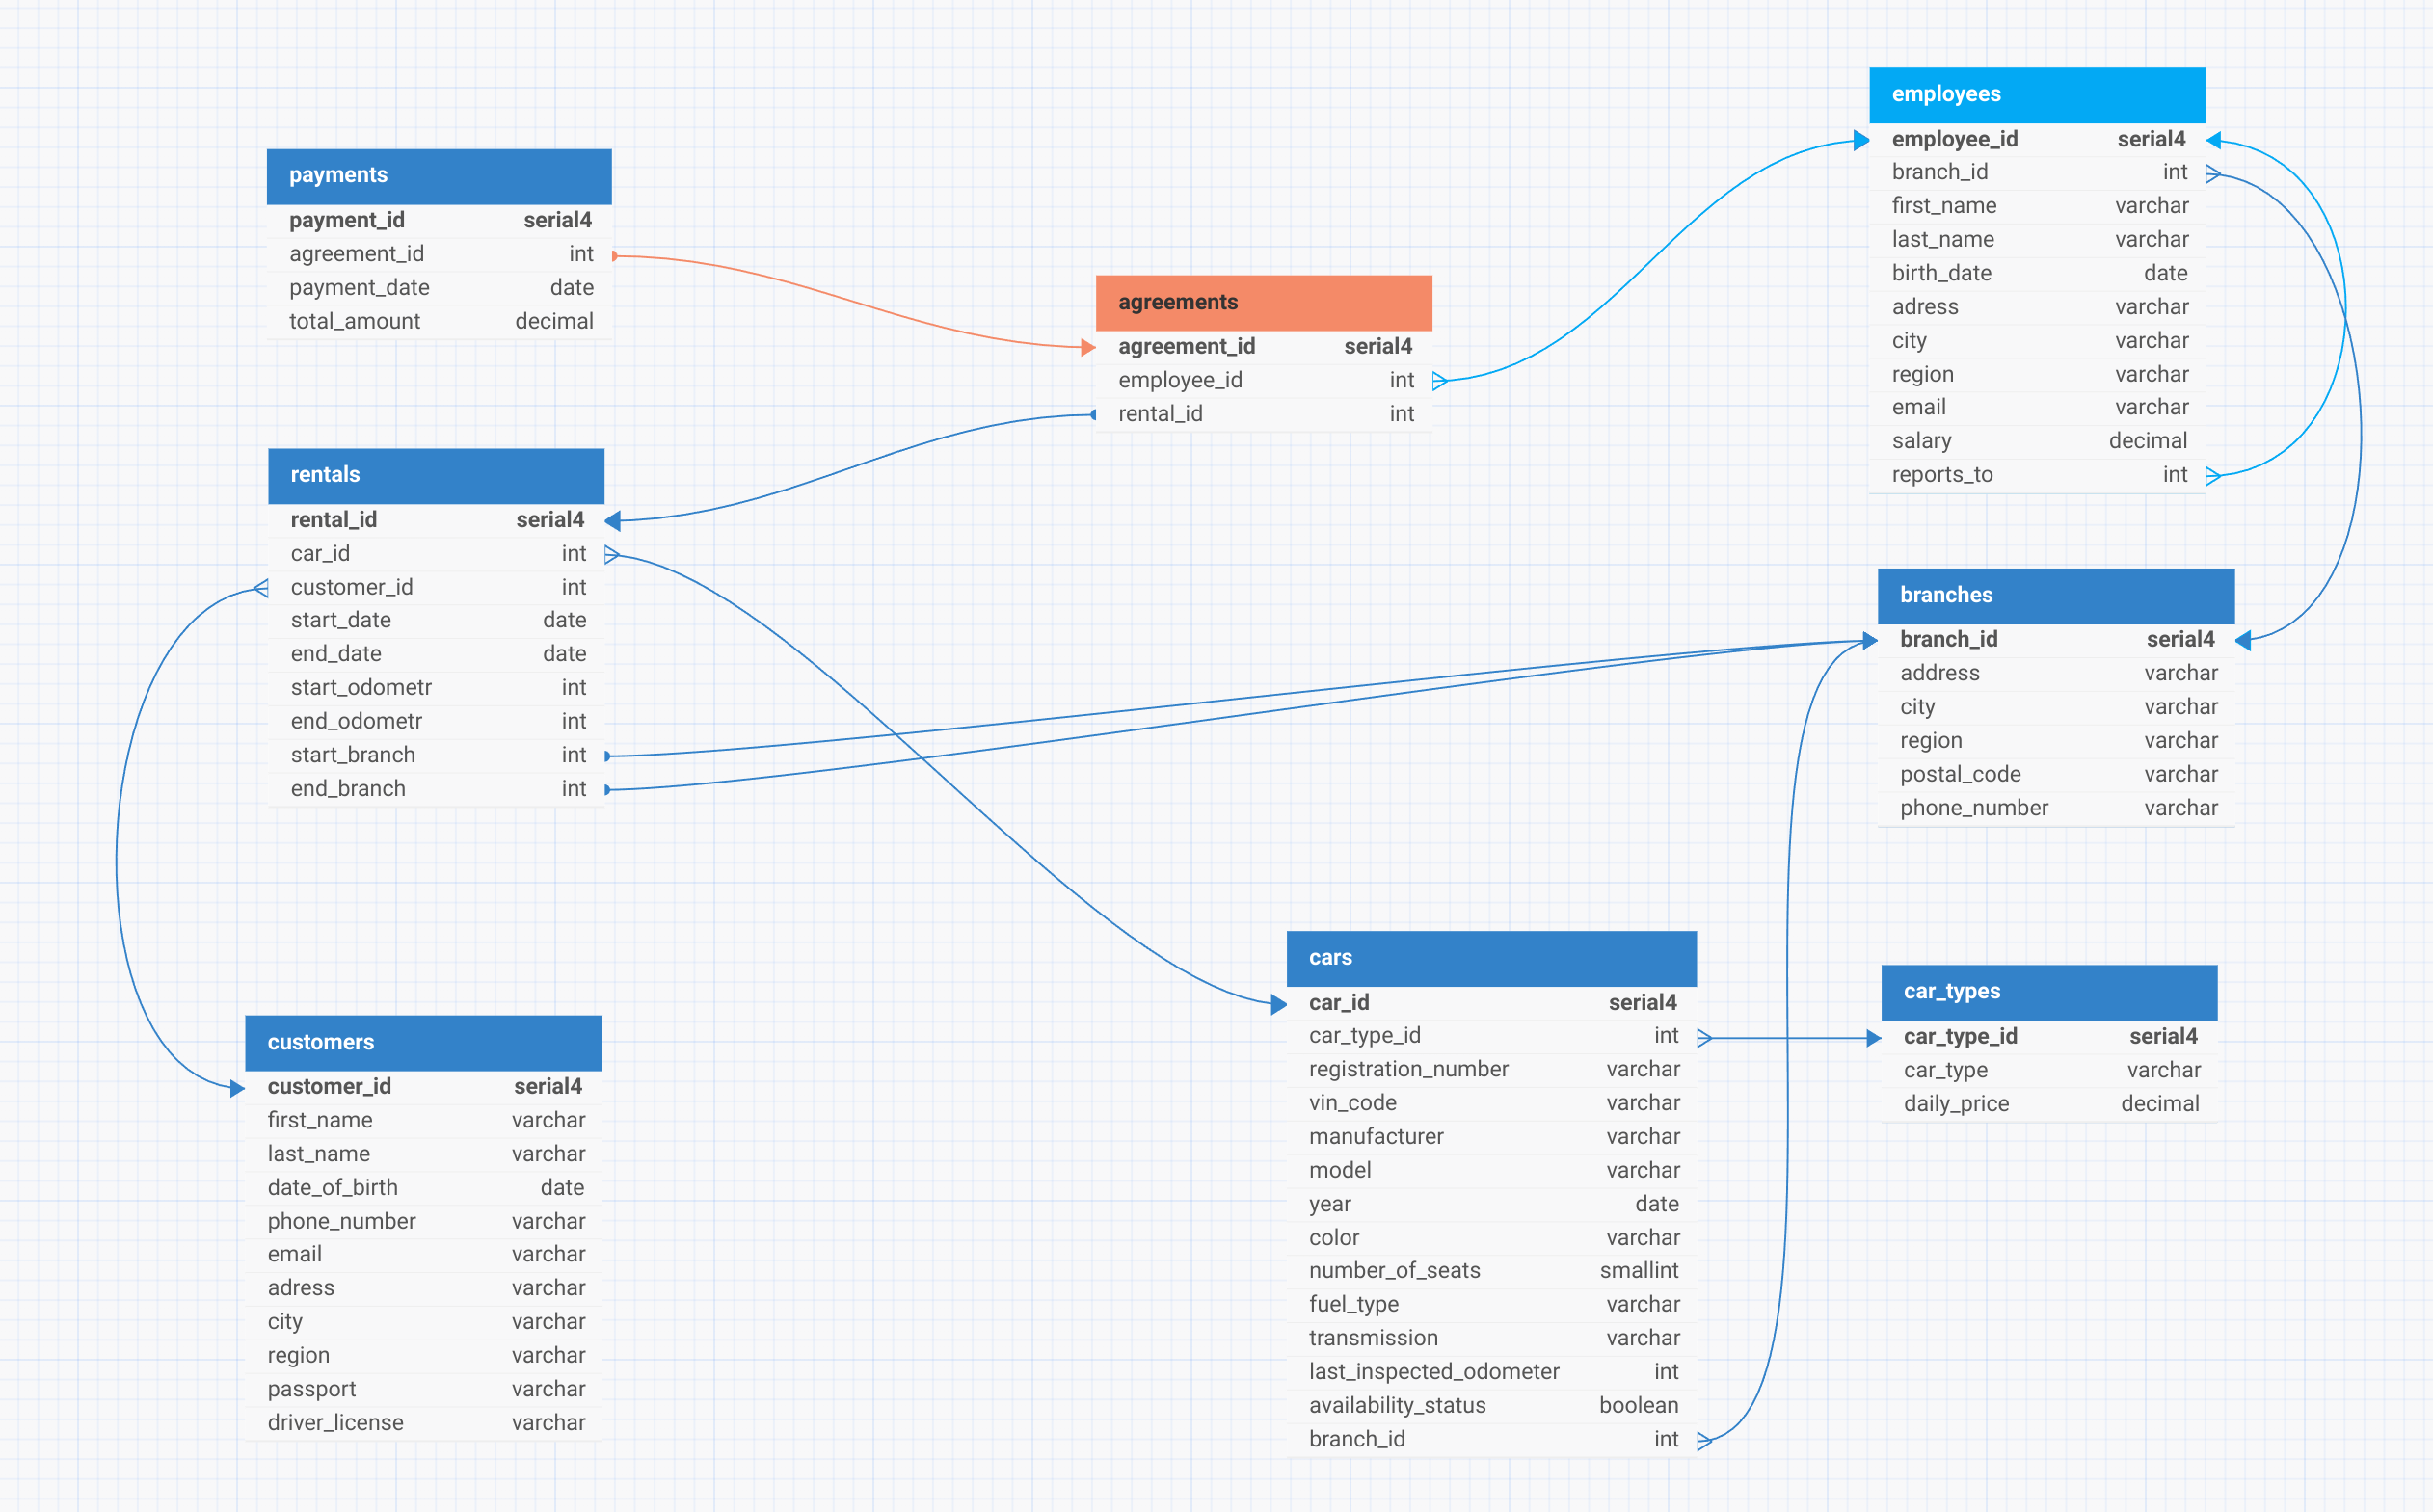 payments
payment_id serial4
agreement_id int
payment_date date
total_amount decimal
agreements
agreement_id serial4
employee_id int
rental_id int
employees
employee_id serial4
branch_id int
first_name varchar
last_name varchar
birth_date date
adress varchar
city varchar
region varchar
email varchar
salary decimal
reports_to int
rentals
rental_id serial4
car_id int
customer_id int
start_date date
end_date date
start_odometr int
end_odometr int
start_branch int
end_branch int
branches
branch_id serial4
address varchar
city varchar
region varchar
postal_code varchar
phone_number varchar
customers
customer_id serial4
first_name varchar
last_name varchar
date_of_birth date
phone_number varchar
email varchar
adress varchar
city varchar
region varchar
passport varchar
driver_license varchar
cars
car_id serial4
car_type_id int
registration_number varchar
vin_code varchar
manufacturer varchar
model varchar
year date
color varchar
number_of_seats smallint
fuel_type varchar
transmission varchar
last_inspected_odometer int
availability_status boolean
branch_id int
car_types
car_type_id serial4
car_type varchar
daily_price decimal